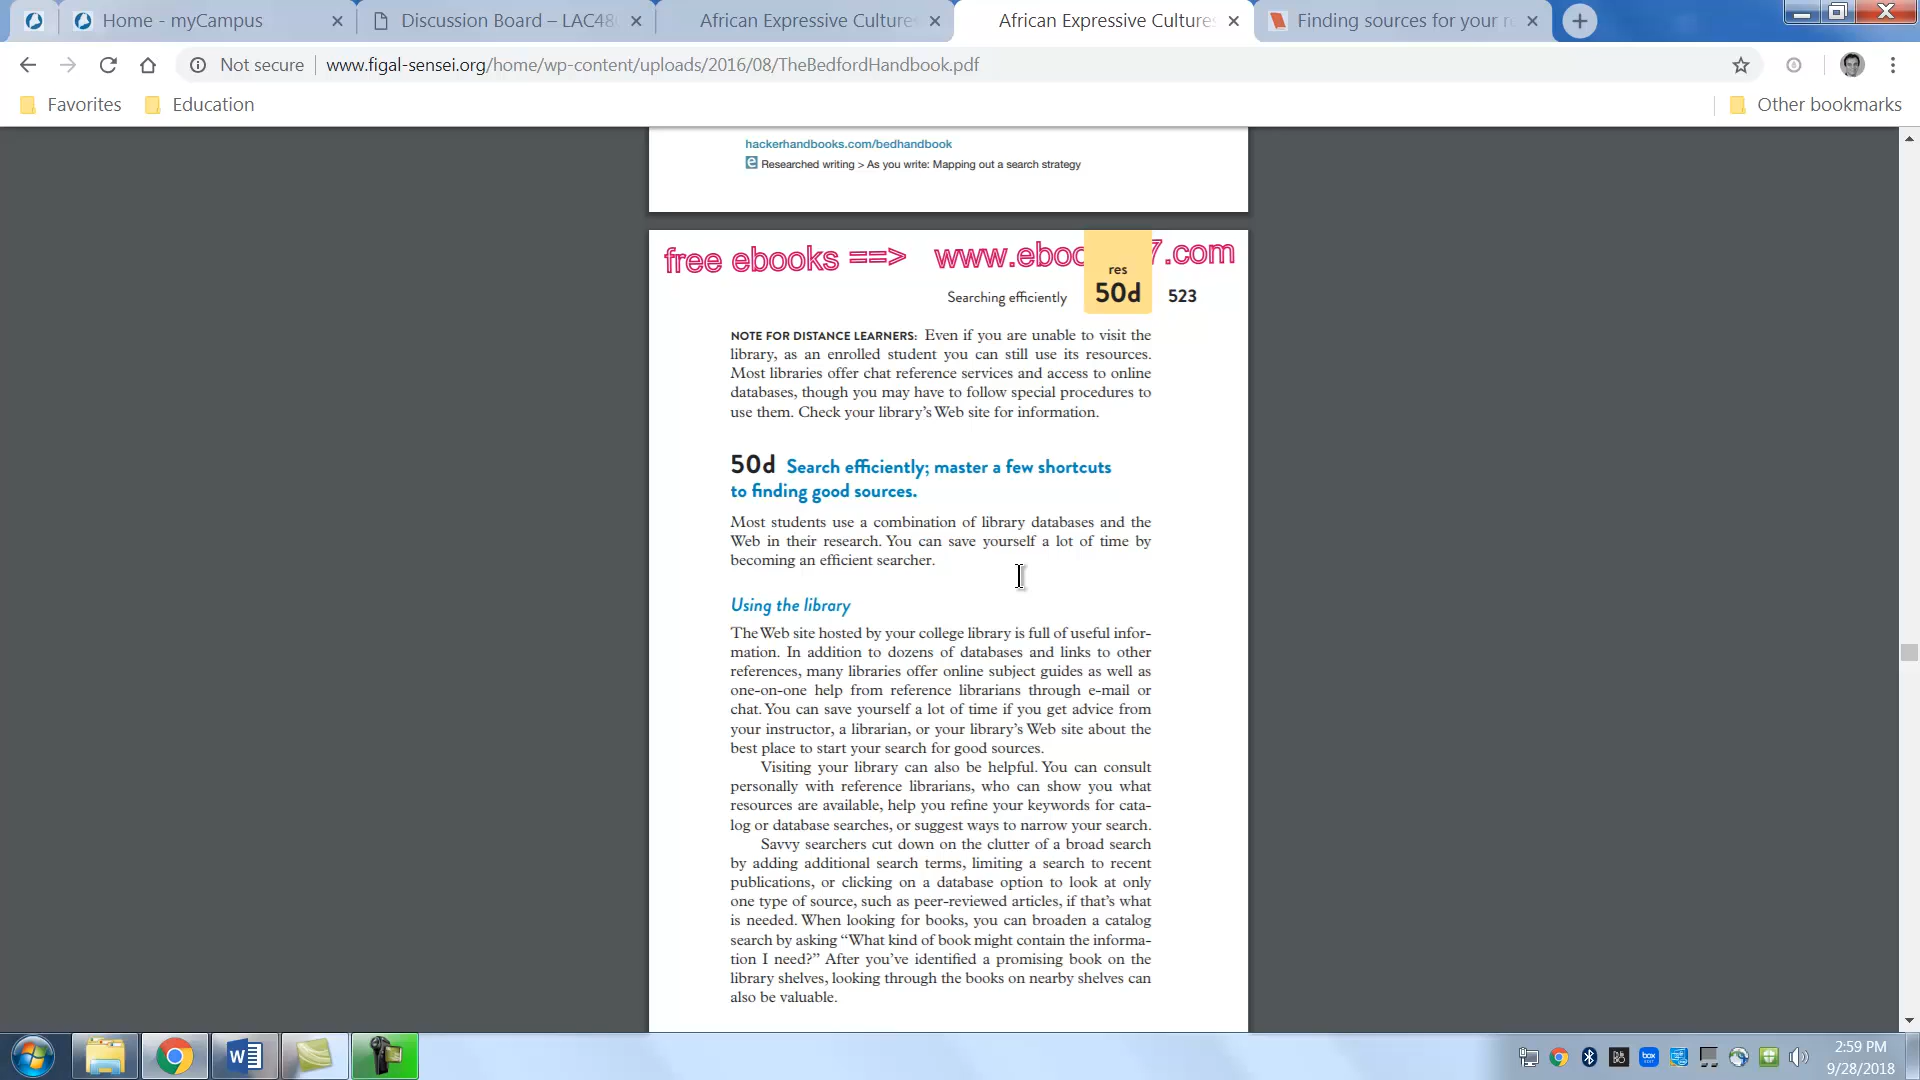 Home - myCampus
Discussion Board – LAC48
African Expressive Cultures
African Expressive Cultures
Finding sources for your r
Not secure
www.figal-sensei.org/home/wp-content/uploads/2016/08/TheBedfordHandbook.pdf
Favorites
Education
Other bookmarks
hackerhandbooks.com/bedhandbook
e Researched writing > As you write: Mapping out a search strategy
free ebooks ==> www.eboo 7.com
res
Searching efficiently 50d 523
NOTE FOR DISTANCE LEARNERS: Even if you are unable to visit the
library, as an enrolled student you can still use its resources.
Most libraries offer chat reference services and access to online
databases, though you may have to follow special procedures to
use them. Check your library's Web site for information.
50d Search efficiently; master a few shortcuts
to finding good sources.
Most students use a combination of library databases and the
Web in their research. You can save yourself a lot of time by
becoming an efficient searcher.
Using the library
The Web site hosted by your college library is full of useful infor-
mation. In addition to dozens of databases and links to other
references, many libraries offer online subject guides as well as
one-on-one help from reference librarians through e-mail or
chat. You can save yourself a lot of time if you get advice from
your instructor, a librarian, or your library's Web site about the
best place to start your search for good sources.
Visiting your library can also be helpful. You can consult
personally with reference librarians, who can show you what
resources are available, help you refine your keywords for cata-
log or database searches, or suggest ways to narrow your search.
Savvy searchers cut down on the clutter of a broad search
by adding additional search terms, limiting a search to recent
publications, or clicking on a database option to look at only
one type of source, such as peer-reviewed articles, if that's what
is needed. When looking for books, you can broaden a catalog
search by asking “What kind of book might contain the informa-
tion I need?” After you've identified a promising book on the
library shelves, looking through the books on nearby shelves can
also be valuable.
2:59 PM
9/28/2018